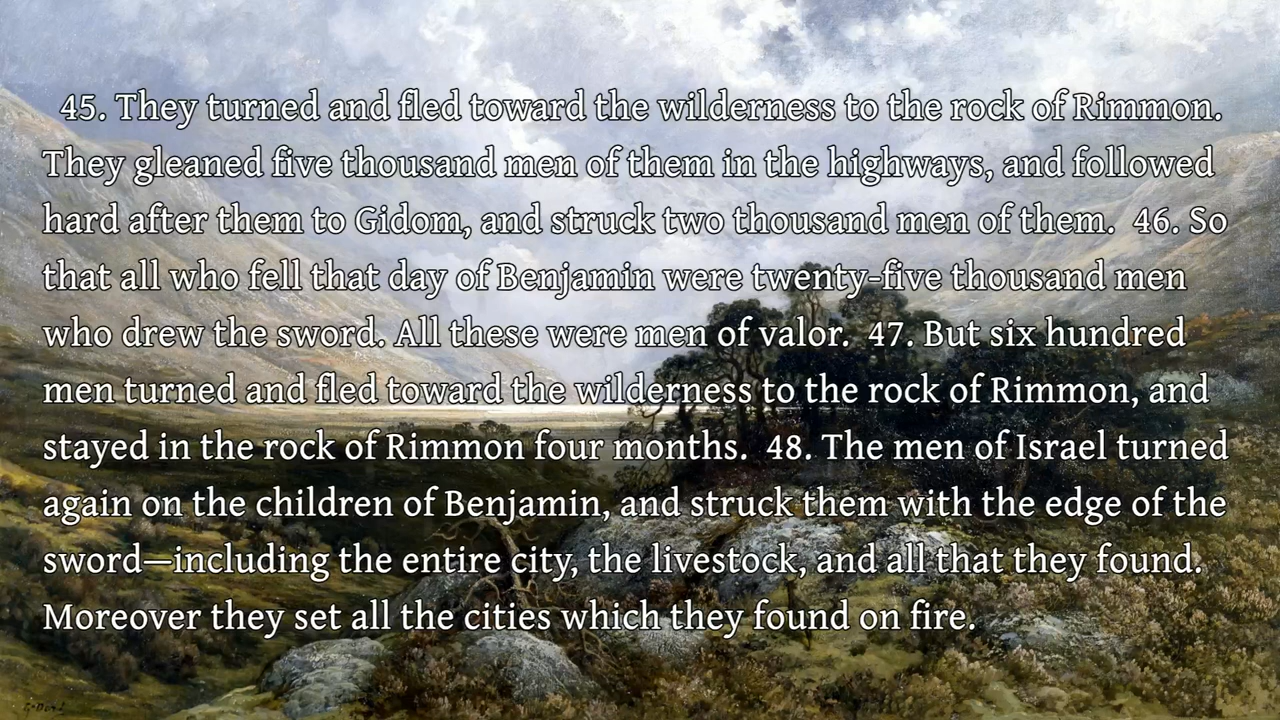 45. They turned and fled toward the wilderness to the rock of Rimmon.
They gleaned five thousand men of them in the highways, and followed
hard after them to Gidom, and struck two thousand men of them.  46. So
that all who fell that day of Benjamin were twenty-five thousand men
who drew the sword. All these were men of valor.  47. But six hundred
men turned and fled toward the wilderness to the rock of Rimmon, and
stayed in the rock of Rimmon four months.  48. The men of Israel turned
again on the children of Benjamin, and struck them with the edge of the
sword—including the entire city, the livestock, and all that they found.
Moreover they set all the cities which they found on fire.